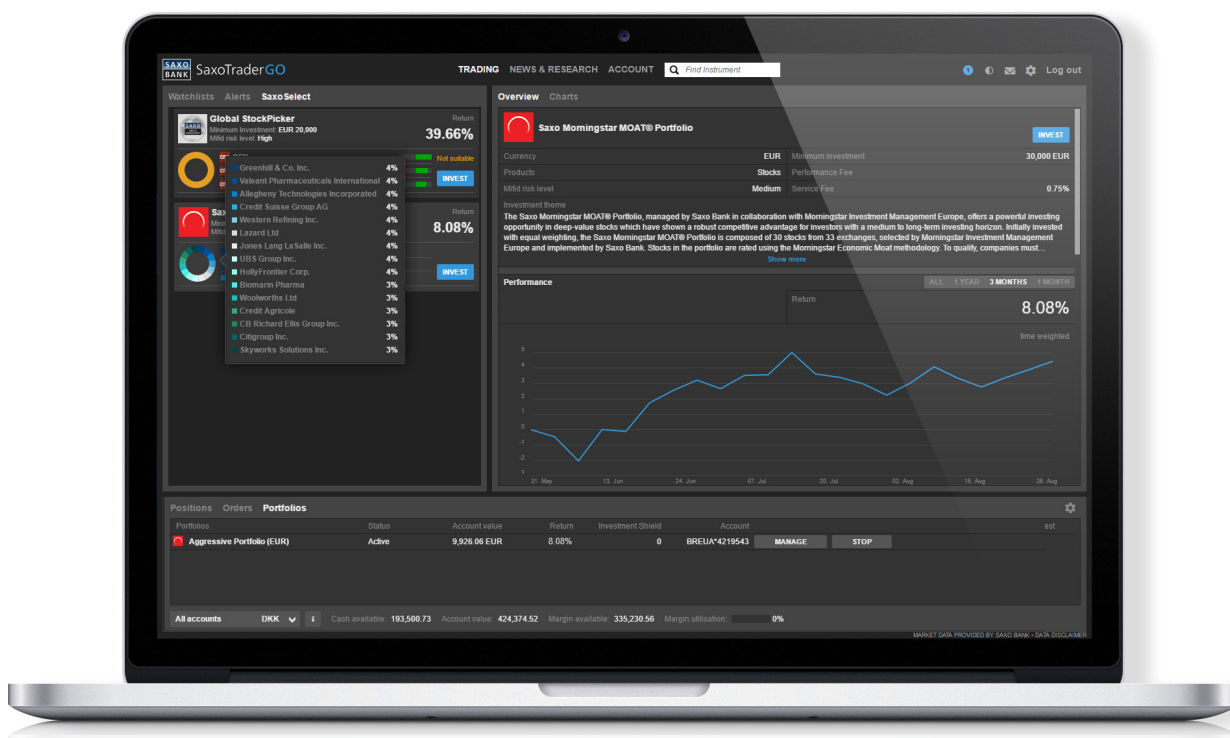 SAXO
BANK
SaxoTraderGO
TRADING NEWS & RESEARCH ACCOUNT Find Instrument
1 Log out
Watchlists Alerts SaxoSelect
Global StockPicker
Minimum Investment: EUR 20,000
Mifid risk level: High
Return
39.66%
Not suitable
INVEST
Return
8.08%
INVEST
Greenhill & Co. Inc. 4%
Valeant Pharmaceuticals International 4%
Allegheny Technologies Incorporated 4%
Credit Suisse Group AG 4%
Western Refining Inc. 4%
Lazard Ltd 4%
Jones Lang LaSalle Inc. 4%
UBS Group Inc. 4%
HollyFrontier Corp. 4%
Biomarin Pharma 3%
Woolworths Ltd 3%
Credit Agricole 3%
CB Richard Ellis Group Inc. 3%
Citigroup Inc. 3%
Skyworks Solutions Inc. 3%
Overview Charts
Saxo Morningstar MOAT® Portfolio
INVEST
Currency EUR Minimum investment 30,000 EUR
Products Stocks Performance Fee
Mifid risk level Medium Service Fee 0.75%
Investment theme
The Saxo Morningstar MOAT® Portfolio, managed by Saxo Bank in collaboration with Morningstar Investment Management Europe, offers a powerful investing
opportunity in deep-value stocks which have shown a robust competitive advantage for investors with a medium to long-term investing horizon. Initially invested
with equal weighting, the Saxo Morningstar MOAT® Portfolio is composed of 30 stocks from 33 exchanges, selected by Morningstar Investment Management
Europe and implemented by Saxo Bank. Stocks in the portfolio are rated using the Morningstar Economic Moat methodology. To qualify, companies must...
Show more
Performance ALL 1 YEAR 3 MONTHS 1 MONTH
Return
8.08%
time weighted
5
4
3
2
1
0
-1
-2
31. May 13. Jun 24. Jun 07. Jul 20. Jul 02. Aug 15. Aug 26. Aug
Positions Orders Portfolios
Portfolios Status Account value Return Investment Shield Account est
Aggressive Portfolio (EUR) Active 9,926.06 EUR 8.08% 0 BREUA*4219543 MANAGE STOP
All accounts DKK i Cash available: 193,500.73 Account value: 424,374.52 Margin available: 335,230.56 Margin utilisation: 0%
MARKET DATA PROVIDED BY SAXO BANK - DATA DISCLAIMER